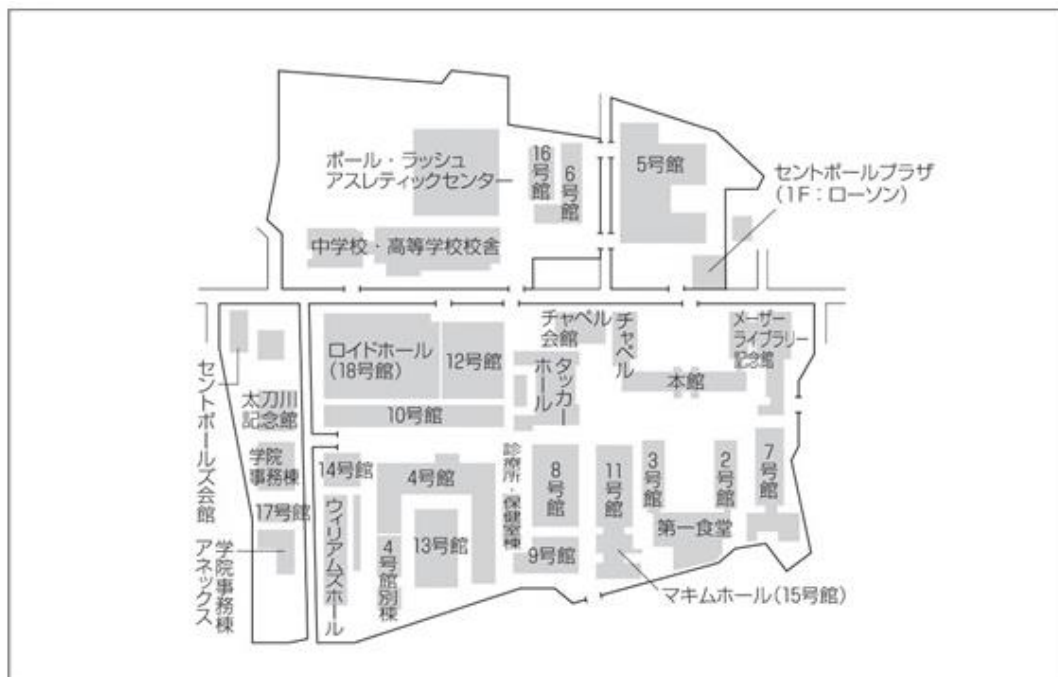 ポール・ラッシュ
アスレティックセンター
16号館
6号館
5号館
セントポールプラザ
(1F：ローソン)
中学校・高等学校校舎
チャペル
会館
チャペル
メーザー
ライブラリー
記念館
ロイドホール
(18号館)
12号館
タッカー
ホール
本館
セントポールズ会館
太刀川
記念館
10号館
学院
事務棟
14号館
4号館
診療所・保健室棟
8号館
11号館
3号館
2号館
7号館
17号館
ウィリアムズホール
13号館
第一食堂
学院事務棟
アネックス
4号館別棟
9号館
マキムホール(15号館)